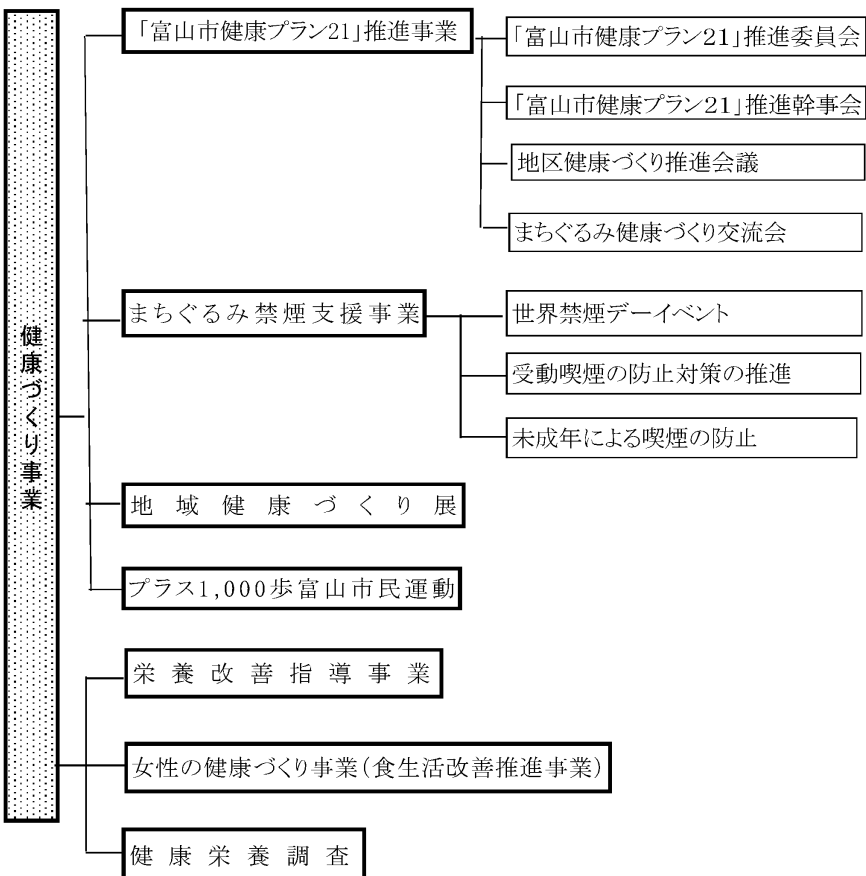 健康づくり事業
「富山市健康プラン21」推進事業
「富山市健康プラン21」推進委員会
「富山市健康プラン21」推進幹事会
地区健康づくり推進会議
まちぐるみ健康づくり交流会
まちぐるみ禁煙支援事業
世界禁煙デーイベント
受動喫煙の防止対策の推進
未成年による喫煙の防止
地域健康づくり展
プラス1,000歩富山市民運動
栄養改善指導事業
女性の健康づくり事業(食生活改善推進事業)
健康栄養調査